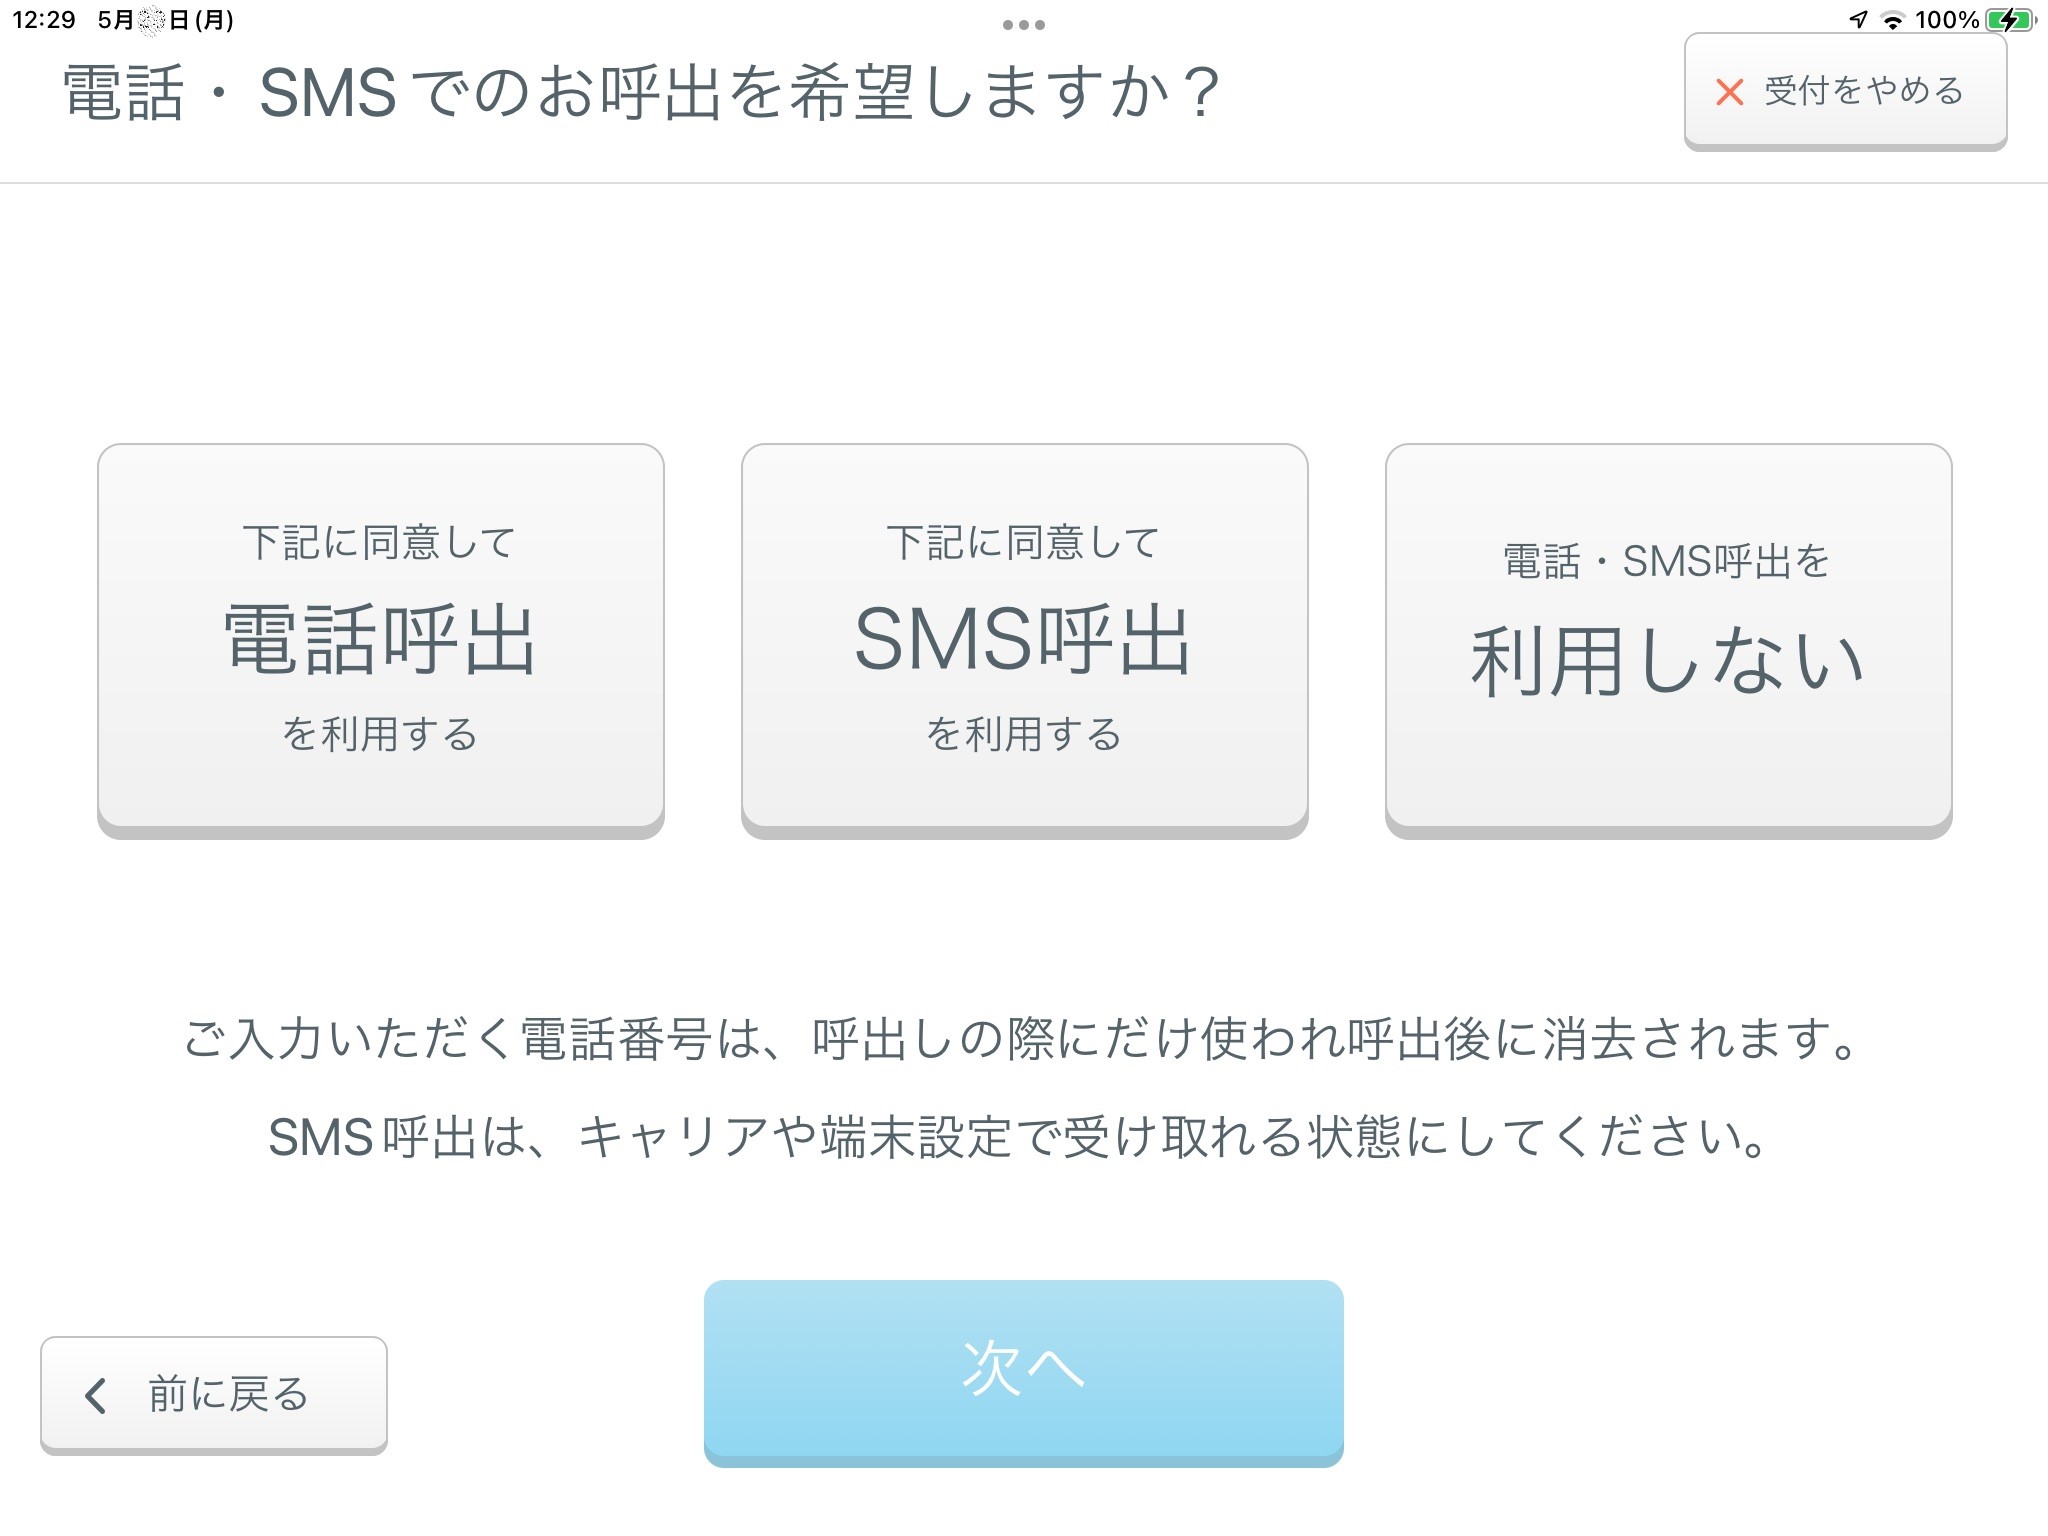 12:29 5月日(月)
100%
電話・SMSでのお呼出を希望しますか？
受付をやめる
下記に同意して
電話呼出
を利用する
下記に同意して
SMS呼出
を利用する
電話・SMS呼出を
利用しない
ご入力いただく電話番号は、呼出しの際にだけ使われ呼出後に消去されます。
SMS呼出は、キャリアや端末設定で受け取れる状態にしてください。
次へ
前に戻る